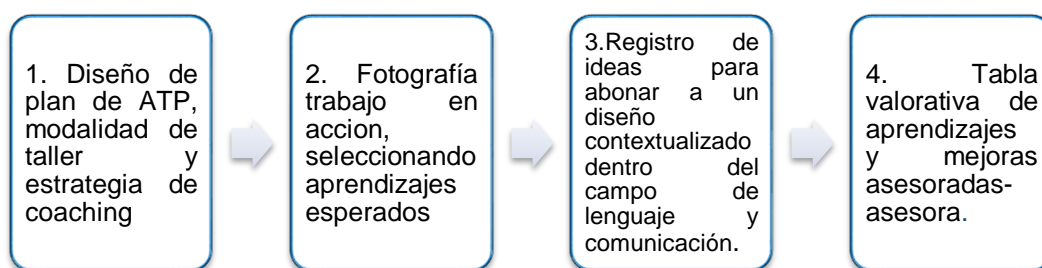 1. Diseño de
plan de ATP,
modalidad de
taller y
estrategia de
coaching
2. Fotografía
trabajo en
accion,
seleccionando
aprendizajes
esperados
3.Registro de
ideas para
abonar a un
diseño
contextualizado
dentro del
campo de
lenguaje y
comunicación.
4. Tabla
valorativa de
aprendizajes
y mejoras
asesoradas-
asesora.